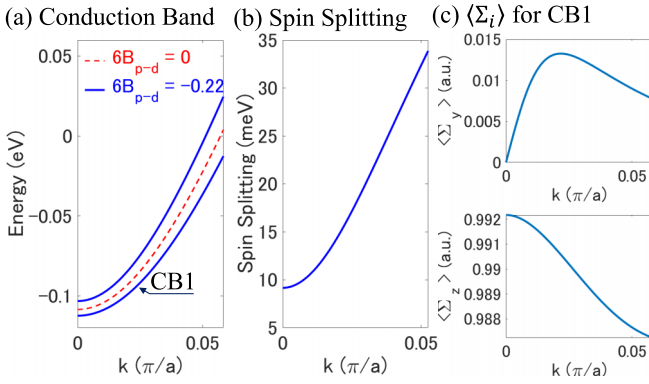 (a) Conduction Band
(b) Spin Splitting
(c) ⟨Σi⟩ for CB1
6Bp-d = 0
6Bp-d = −0.22
CB1
Energy (eV)
0.05
0
−0.05
−0.1
0
0.05
k (π/a)
Spin Splitting (meV)
35
30
25
20
15
10
5
0
0.05
k (π/a)
<Σy> (a.u.)
0.015
0.01
0.005
0
0
0.05
k (π/a)
<Σz> (a.u.)
0.992
0.991
0.99
0.989
0.988
0
0.05
k (π/a)